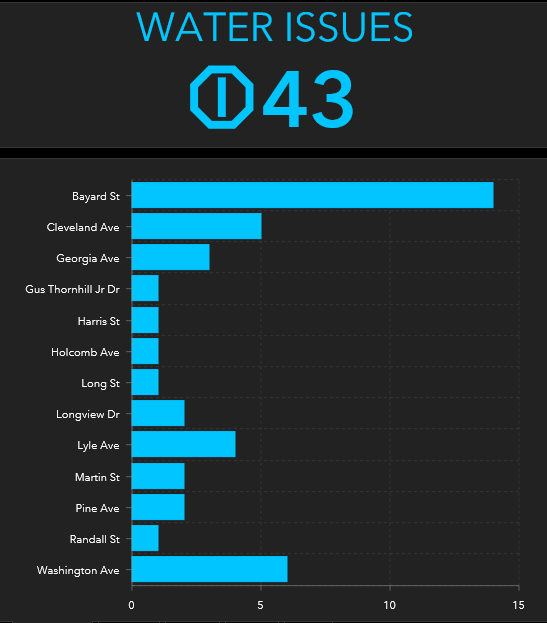 WATER ISSUES
43
Bayard St
Cleveland Ave
Georgia Ave
Gus Thornhill Jr Dr
Harris St
Holcomb Ave
Long St
Longview Dr
Lyle Ave
Martin St
Pine Ave
Randall St
Washington Ave
0 5 10 15